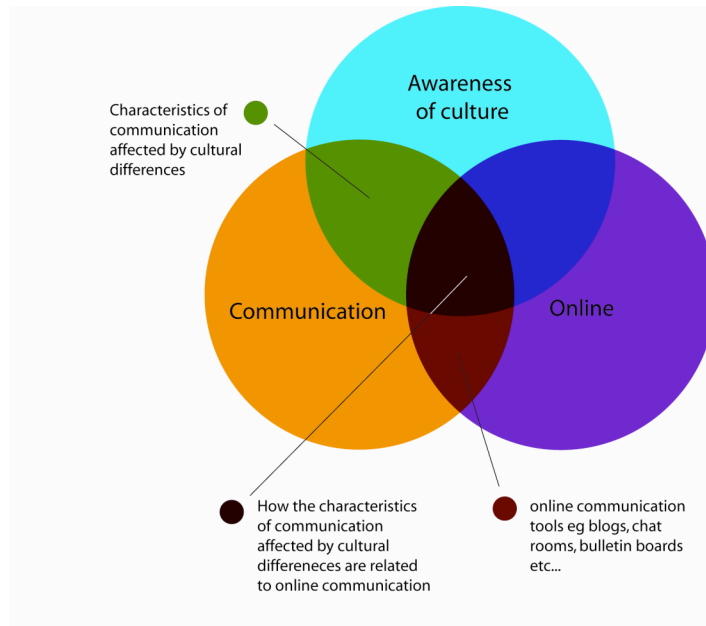 Awareness
of culture
Characteristics of
communication
affected by cultural
differences
Communication
Online
How the characteristics
of communication
affected by cultural
differeneces are related
to online communication
online communication
tools eg blogs, chat
rooms, bulletin boards
etc...